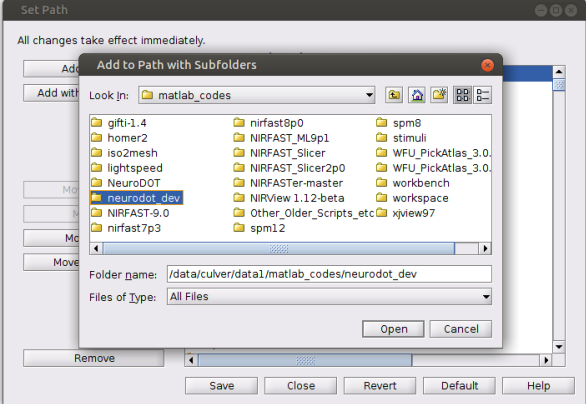 Set Path
All changes take effect immediately.
Add to Path with Subfolders
Add with
Look In: matlab_codes
gifti-1.4 nirfast8p0 spm8
homer2 NIRFAST_ML9p1 stimuli
iso2mesh NIRFAST_Slicer WFU_PickAtlas_3.0.
lightspeed NIRFAST_Slicer2p0 WFU_PickAtlas_3.0.
NeuroDOT NIRFASTer-master workbench
neurodot_dev NIRView 1.12-beta workspace
NIRFAST-9.0 Other_Older_Scripts_etc xjview97
nirfast7p3 spm12
Move
Folder name: /data/culver/data1/matlab_codes/neurodot_dev
Files of Type: All Files
Open Cancel
Remove
Save Close Revert Default Help